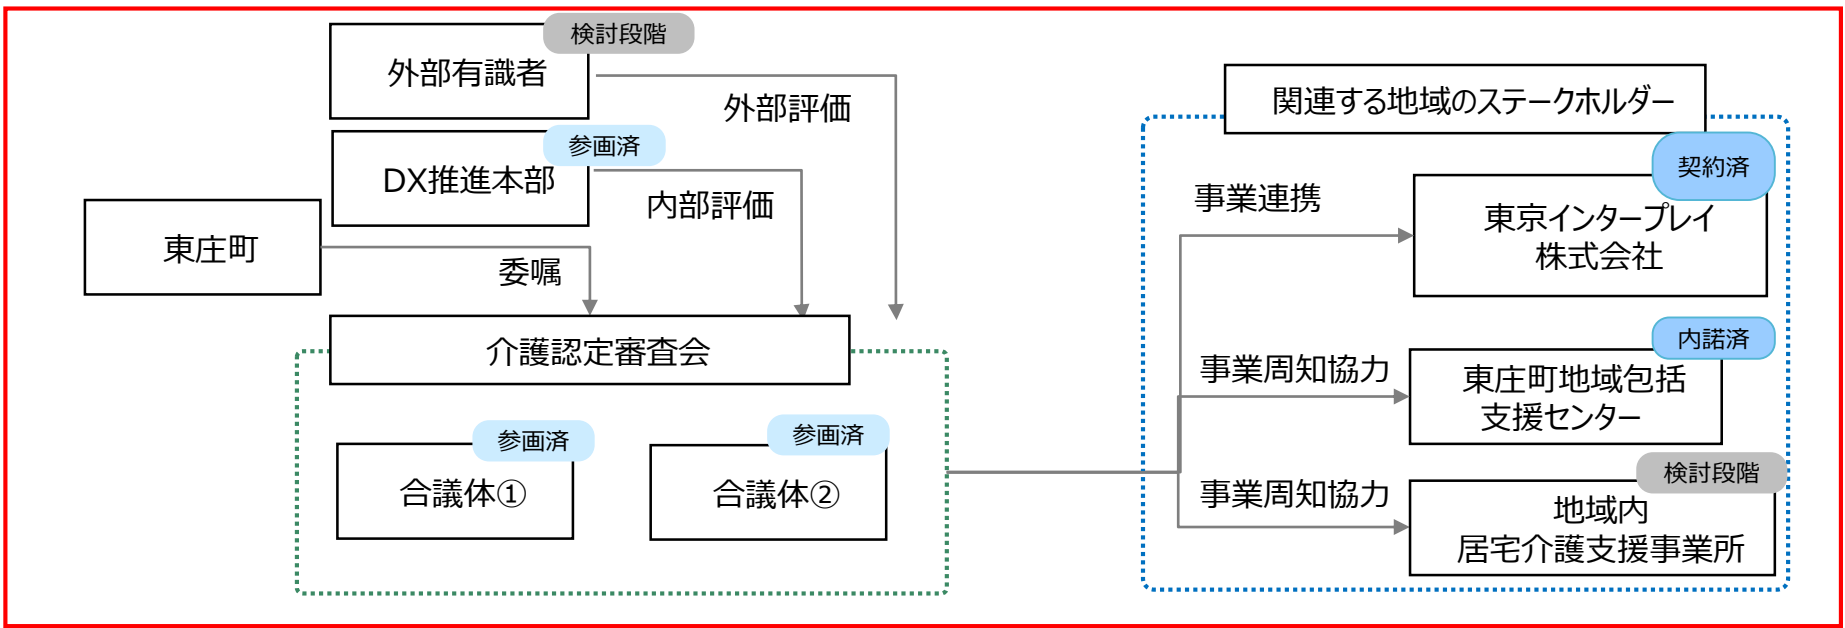 検討段階
外部有識者
外部評価
参画済
DX推進本部
内部評価
東庄町
委嘱
介護認定審査会
参画済
合議体①
参画済
合議体②
関連する地域のステークホルダー
契約済
事業連携
東京インタープレイ
株式会社
内諾済
事業周知協力
東庄町地域包括
支援センター
検討段階
事業周知協力
地域内
居宅介護支援事業所